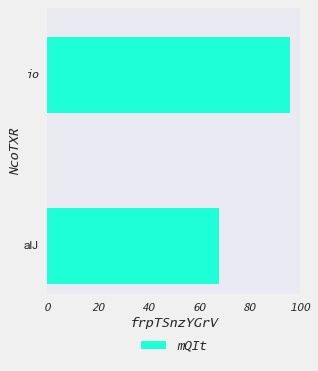 NcoTXR
io
alJ
0 20 40 60 80 100
frpTSnzYGrV
mQIt